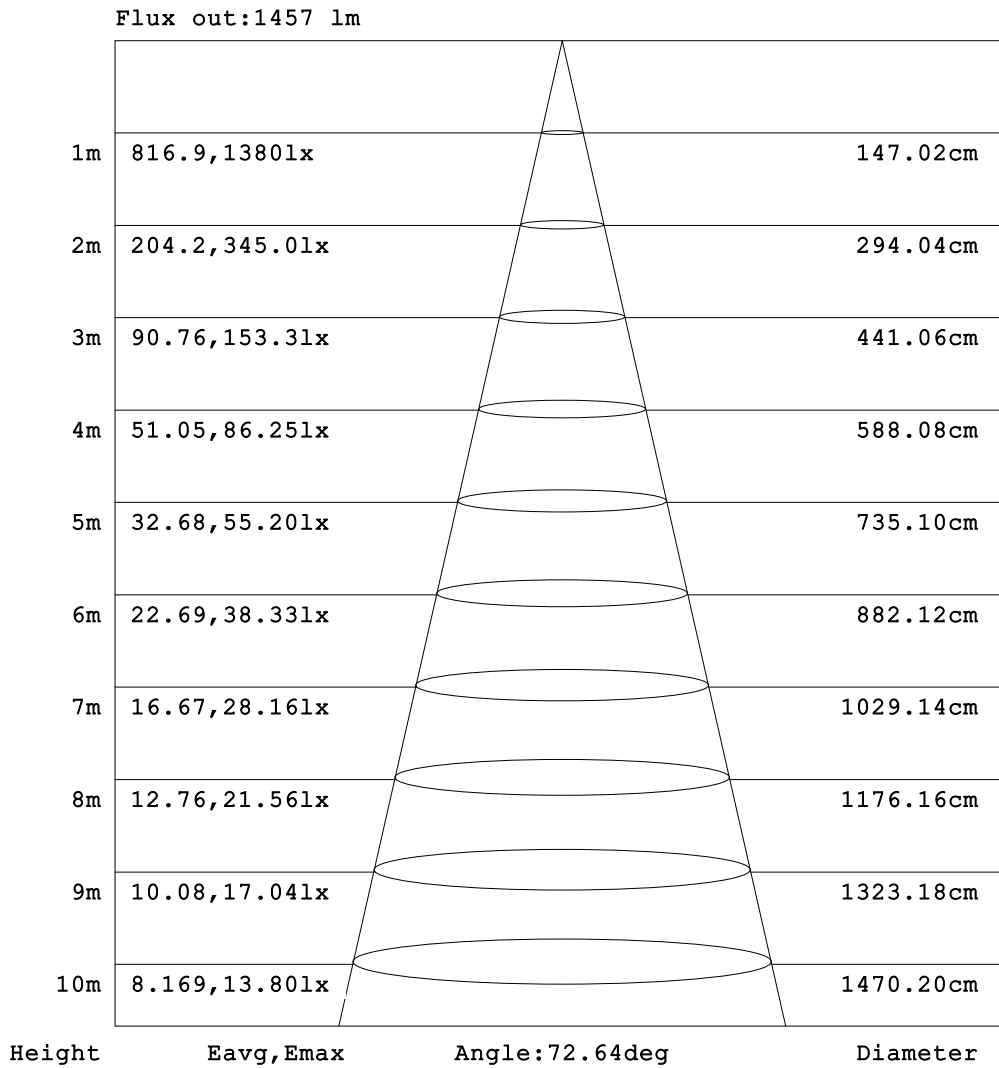 Flux out:1457 lm
1m 816.9,1380lx 147.02cm
2m 204.2,345.0lx 294.04cm
3m 90.76,153.3lx 441.06cm
4m 51.05,86.25lx 588.08cm
5m 32.68,55.20lx 735.10cm
6m 22.69,38.33lx 882.12cm
7m 16.67,28.16lx 1029.14cm
8m 12.76,21.56lx 1176.16cm
9m 10.08,17.04lx 1323.18cm
10m 8.169,13.80lx 1470.20cm
Height Eavg,Emax Angle:72.64deg Diameter